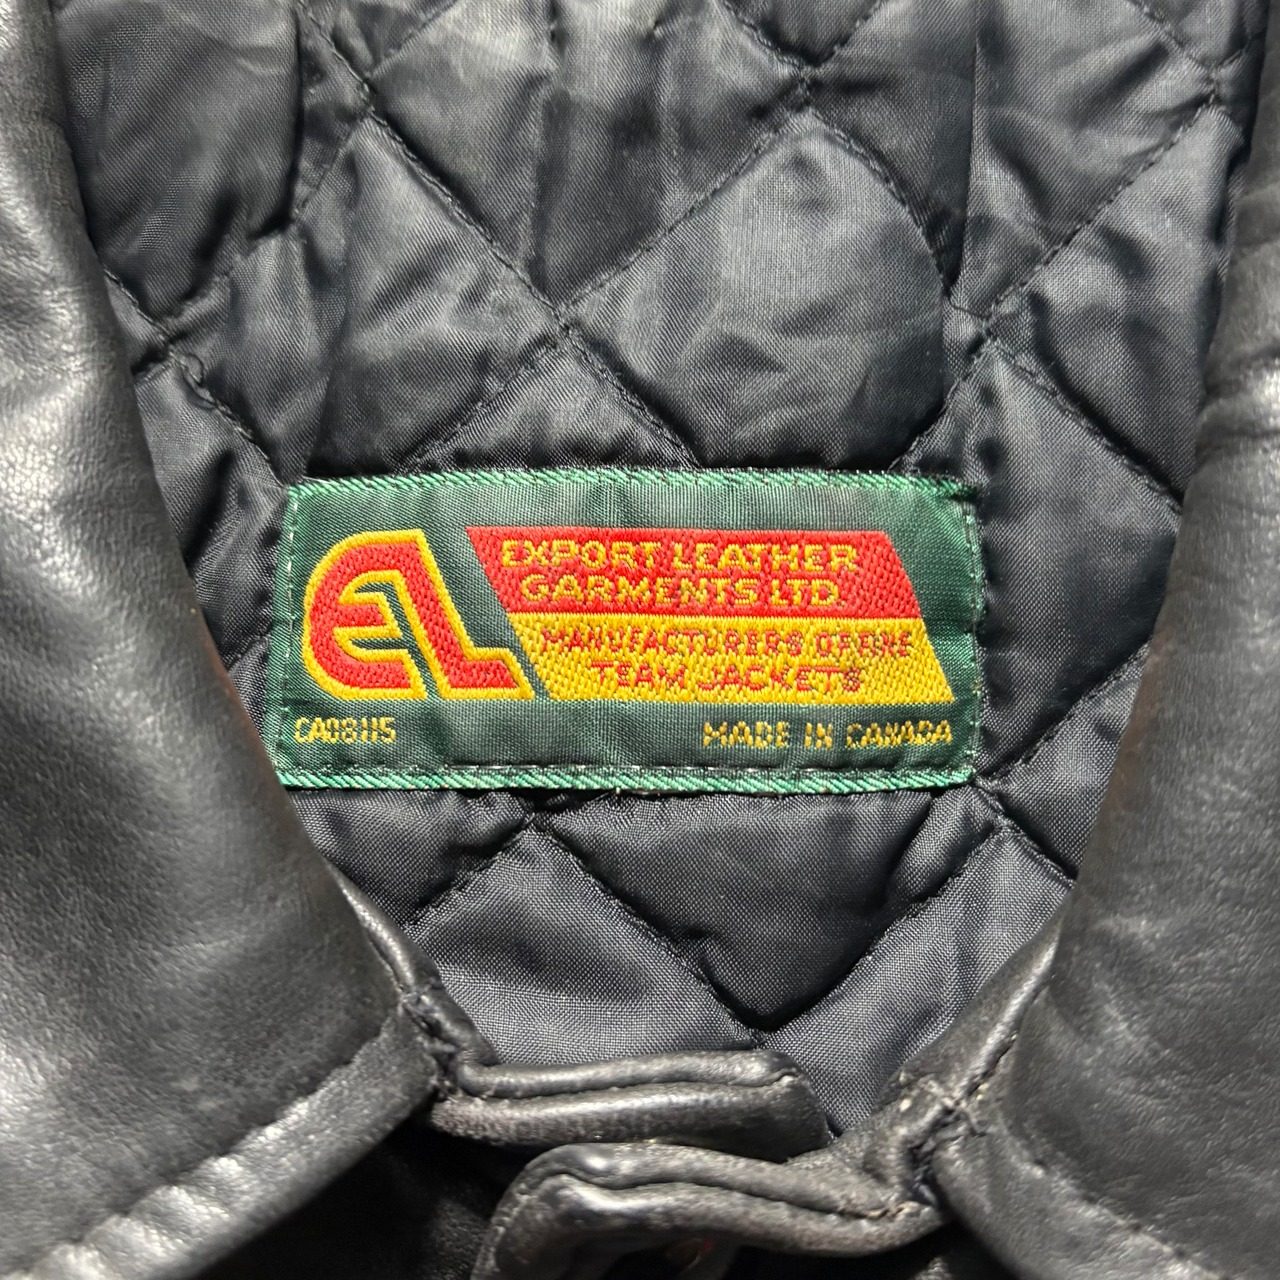 EL
EXPORT LEATHER
GARMENTS LTD.
MANUFACTURERS OF FINE
TEAM JACKETS
CA08115
MADE IN CANADA